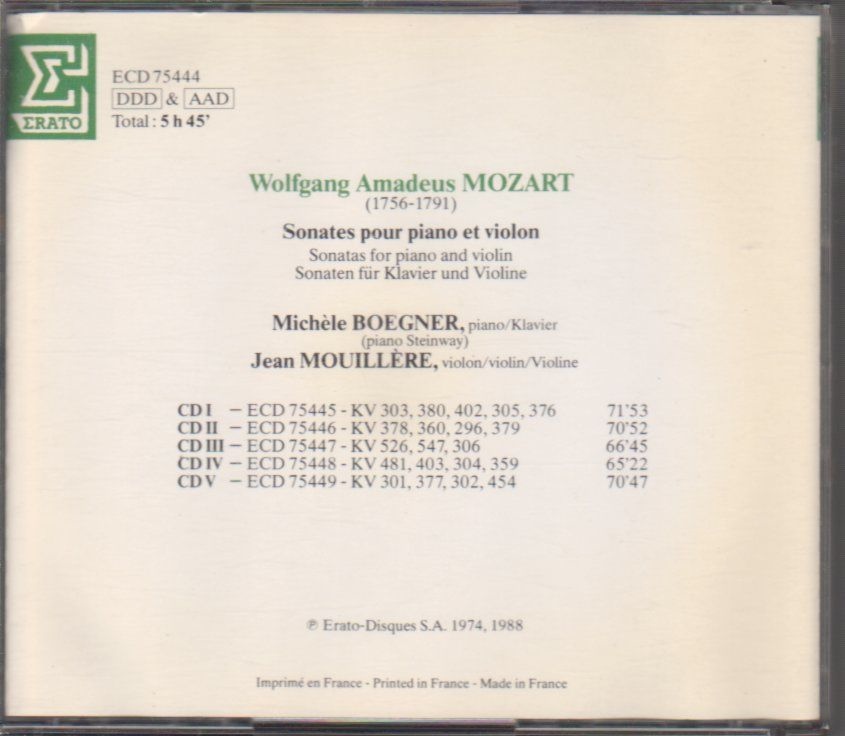 ΣRATO
ECD 75444
DDD & AAD
Total : 5 h 45'
Wolfgang Amadeus MOZART
(1756-1791)
Sonates pour piano et violon
Sonatas for piano and violin
Sonaten für Klavier und Violine
Michèle BOEGNER, piano/Klavier
(piano Steinway)
Jean MOUILLÈRE, violon/violin/Violine
CD I – ECD 75445 - KV 303, 380, 402, 305, 376 71'53
CD II – ECD 75446 - KV 378, 360, 296, 379 70'52
CD III – ECD 75447 - KV 526, 547, 306 66'45
CD IV – ECD 75448 - KV 481, 403, 304, 359 65'22
CD V – ECD 75449 - KV 301, 377, 302, 454 70'47
℗ Erato-Disques S.A. 1974, 1988
Imprimé en France - Printed in France - Made in France